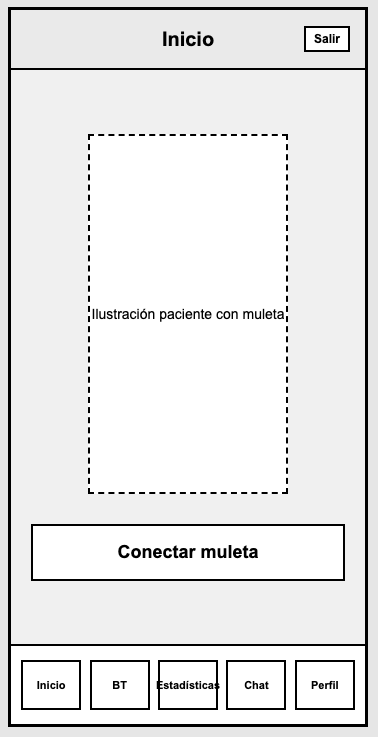 Inicio
Salir
Ilustración paciente con muleta
Conectar muleta
Inicio
BT
Estadísticas
Chat
Perfil